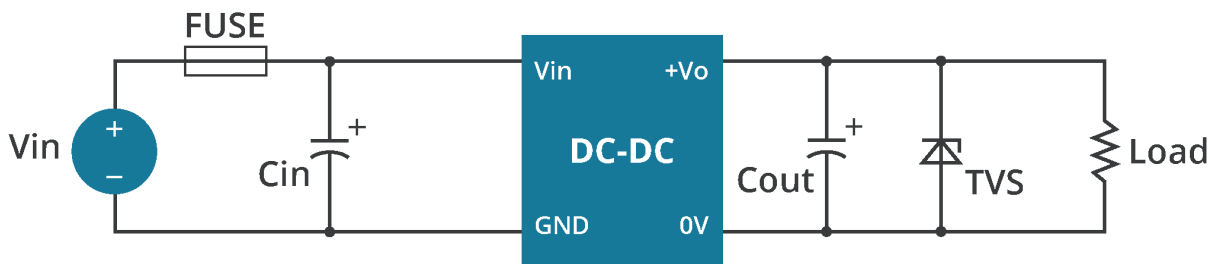 FUSE
Vin
+
−
Cin
+
Vin
+Vo
DC-DC
GND
0V
Cout
+
TVS
Load